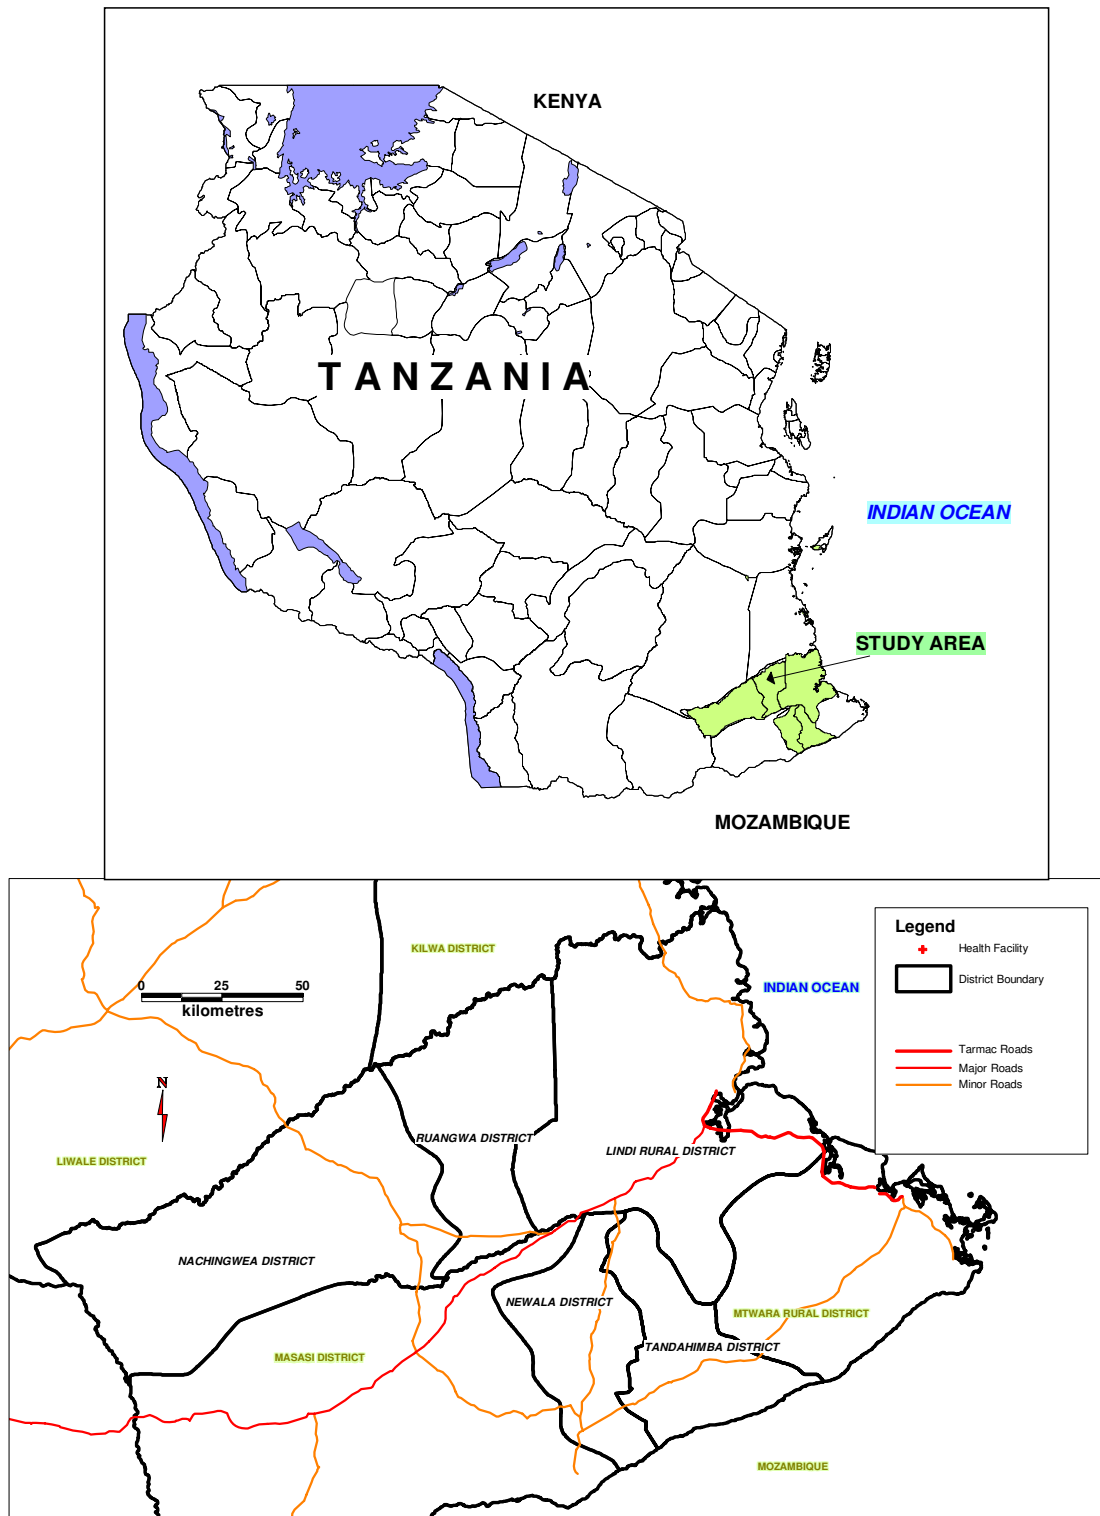 KENYA
TANZANIA
INDIAN OCEAN
STUDY AREA
MOZAMBIQUE
KILWA DISTRICT
INDIAN OCEAN
Legend
Health Facility
District Boundary
Tarmac Roads
Major Roads
Minor Roads
0 25 50
kilometres
N
LIWALE DISTRICT
RUANGWA DISTRICT
LINDI RURAL DISTRICT
NACHINGWEA DISTRICT
NEWALA DISTRICT
MTWARA RURAL DISTRICT
TANDAHIMBA DISTRICT
MASASI DISTRICT
MOZAMBIQUE